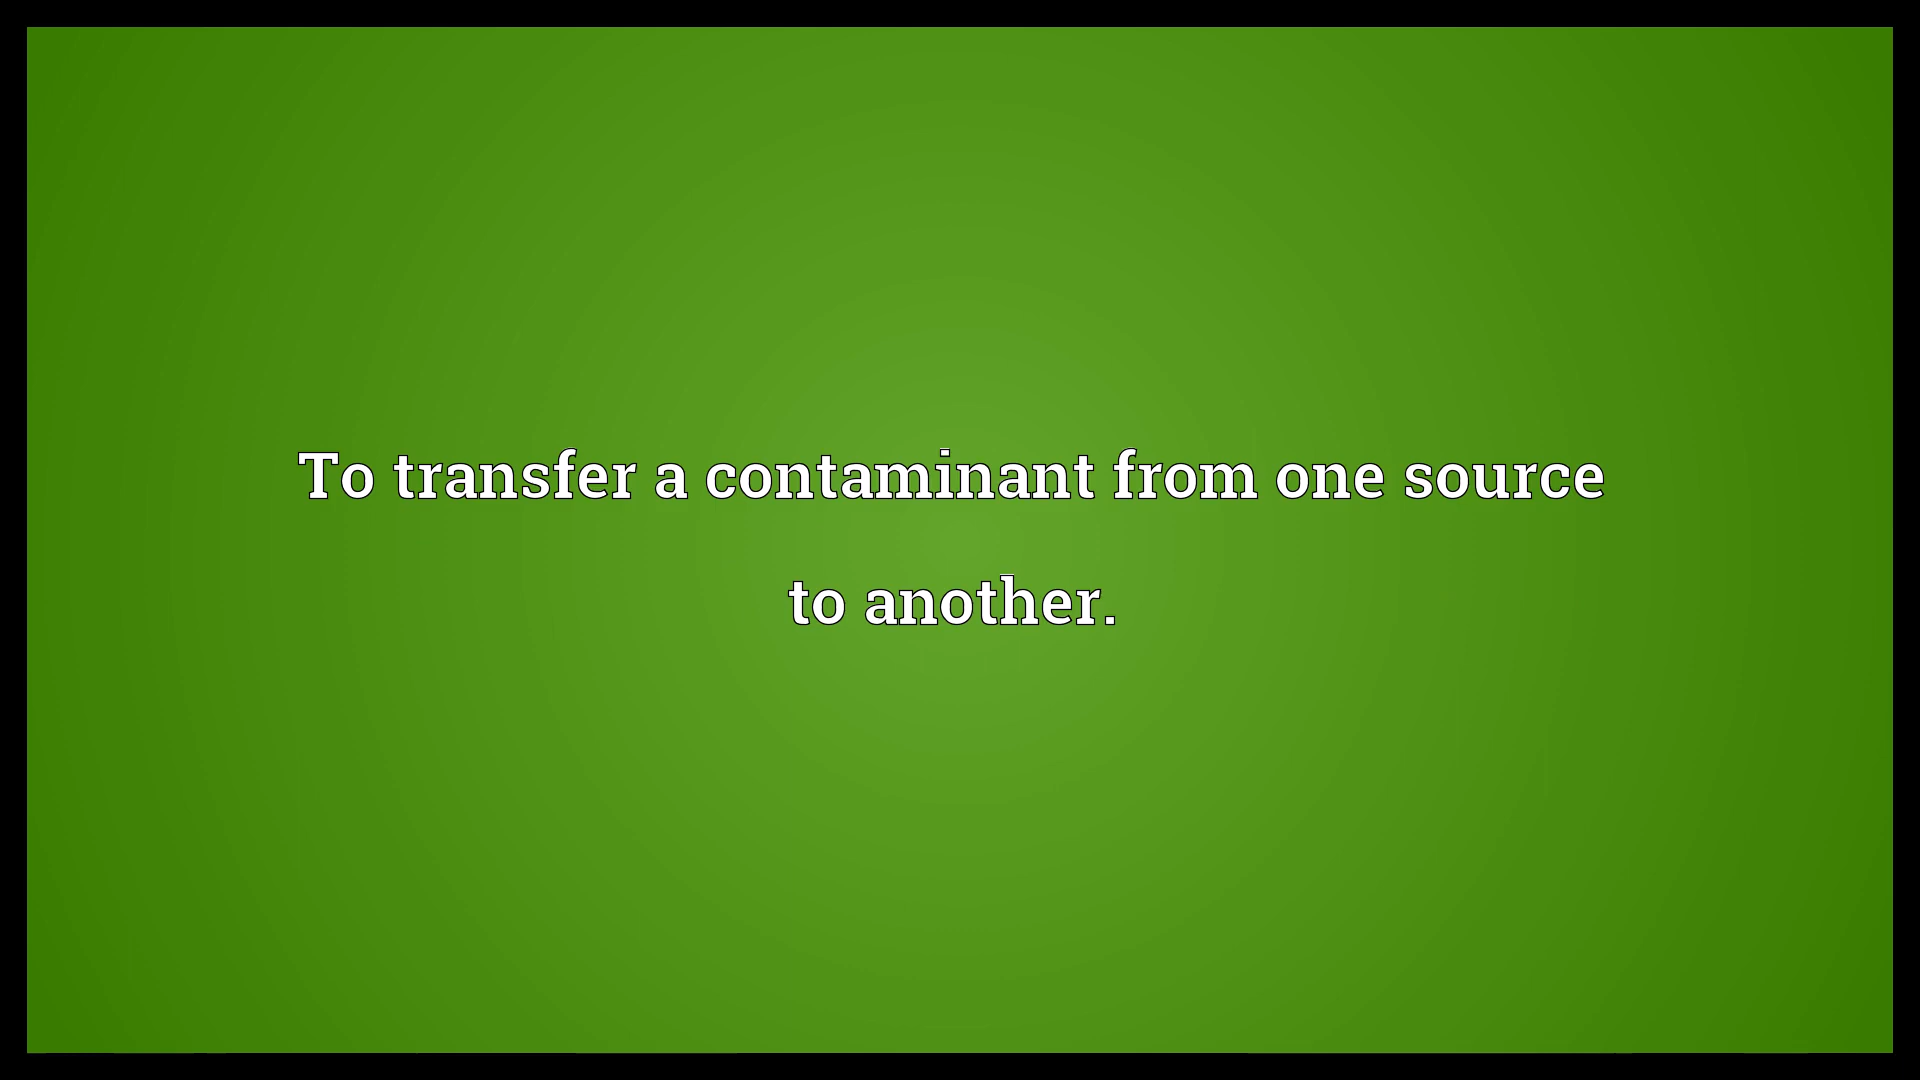 To transfer a contaminant from one source
to another.